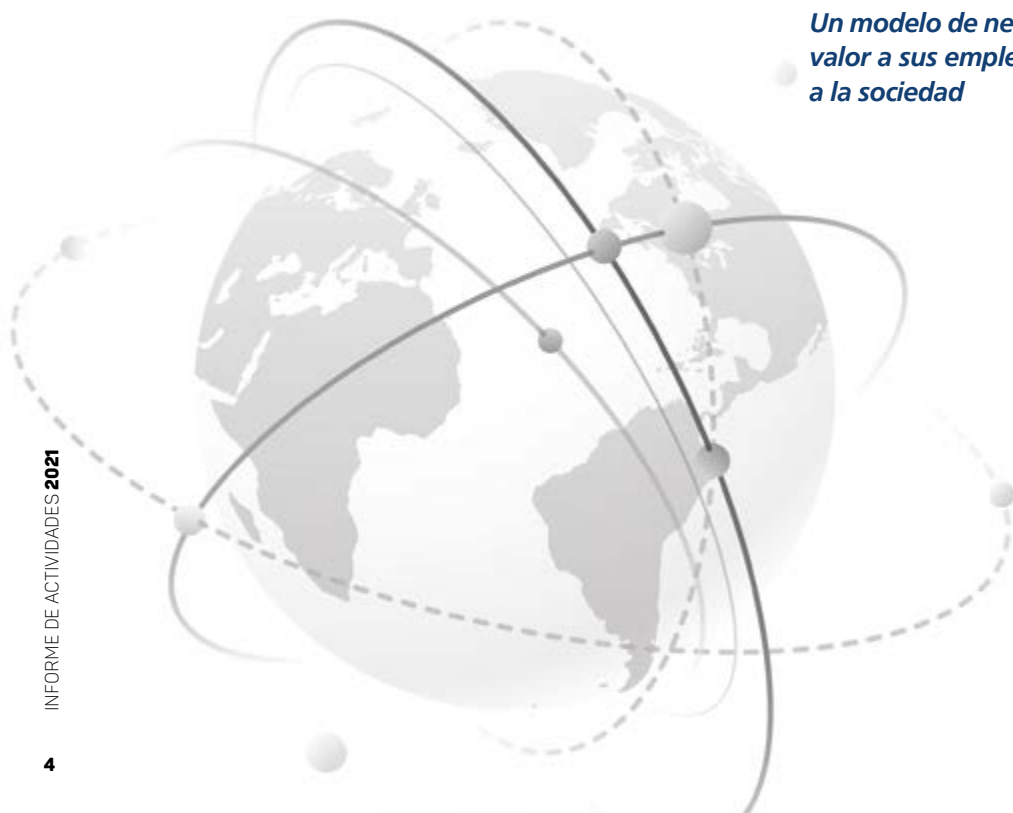 Un modelo de ne
valor a sus emple
a la sociedad
INFORME DE ACTIVIDADES 2021
4